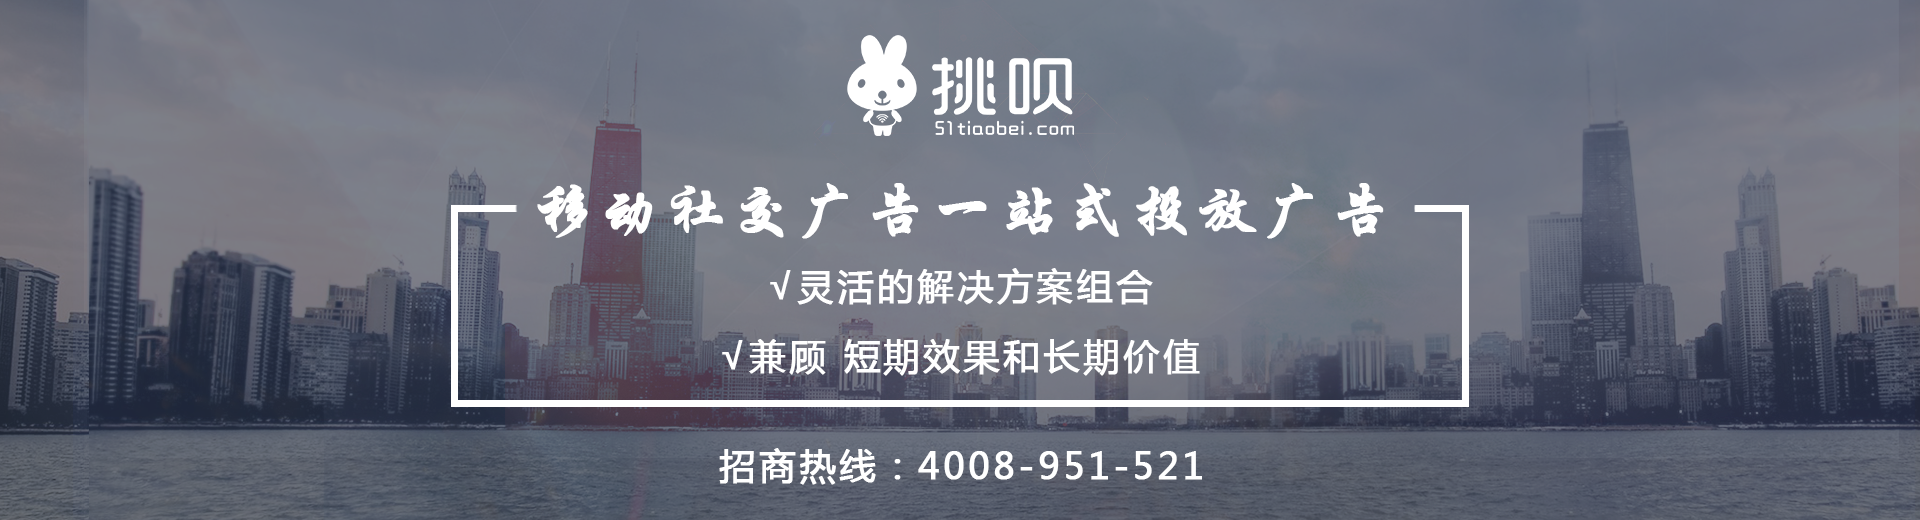 挑呗
51tiaobei.com
移动社交广告一站式投放广告
√灵活的解决方案组合
√兼顾 短期效果和长期价值
招商热线：4008-951-521